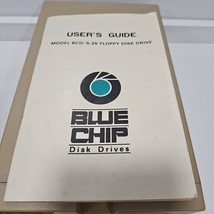 USER'S GUIDE
MODEL BCD/5.25 FLOPPY DISK DRIVE
BLUE
CHIP
Disk Drives